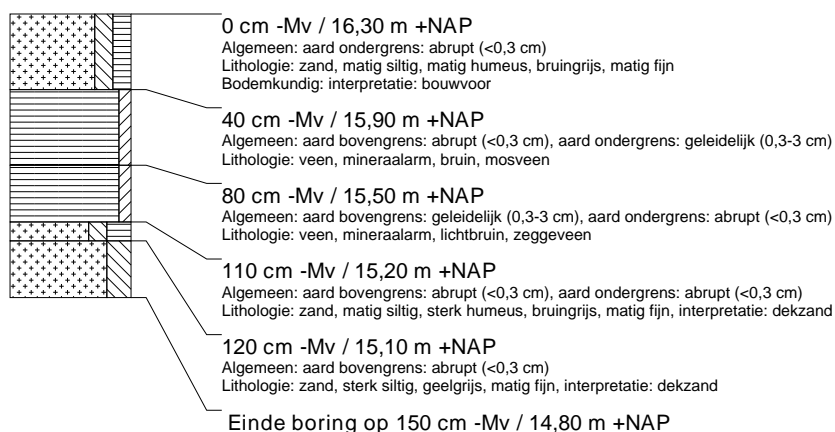 0 cm -Mv / 16,30 m +NAP
Algemeen: aard ondergrens: abrupt (<0,3 cm)
Lithologie: zand, matig siltig, matig humeus, bruingrijs, matig fijn
Bodemkundig: interpretatie: bouwvoor
40 cm -Mv / 15,90 m +NAP
Algemeen: aard bovengrens: abrupt (<0,3 cm), aard ondergrens: geleidelijk (0,3-3 cm)
Lithologie: veen, mineraalarm, bruin, mosveen
80 cm -Mv / 15,50 m +NAP
Algemeen: aard bovengrens: geleidelijk (0,3-3 cm), aard ondergrens: abrupt (<0,3 cm)
Lithologie: veen, mineraalarm, lichtbruin, zeggeveen
110 cm -Mv / 15,20 m +NAP
Algemeen: aard bovengrens: abrupt (<0,3 cm), aard ondergrens: abrupt (<0,3 cm)
Lithologie: zand, matig siltig, sterk humeus, bruingrijs, matig fijn, interpretatie: dekzand
120 cm -Mv / 15,10 m +NAP
Algemeen: aard bovengrens: abrupt (<0,3 cm)
Lithologie: zand, sterk siltig, geelgrijs, matig fijn, interpretatie: dekzand
Einde boring op 150 cm -Mv / 14,80 m +NAP